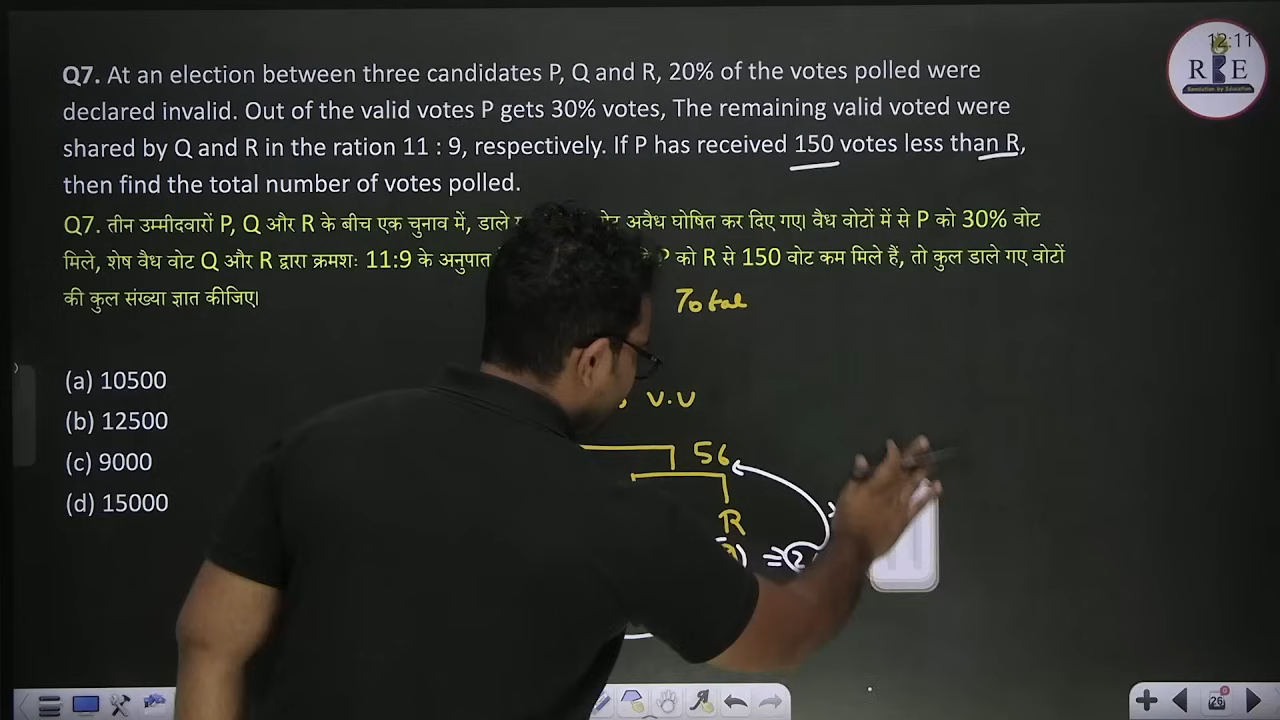 12:11
R E
Revolution by Education
Q7. At an election between three candidates P, Q and R, 20% of the votes polled were
declared invalid. Out of the valid votes P gets 30% votes, The remaining valid voted were
shared by Q and R in the ration 11 : 9, respectively. If P has received 150 votes less than R,
then find the total number of votes polled.
Q7. तीन उम्मीदवारों P, Q और R के बीच एक चुनाव में, डाले अवैध घोषित कर दिए गए। वैध वोटों में से P को 30% वोट
मिले, शेष वैध वोट Q और R द्वारा क्रमशः 11:9 के अनुपात P को R से 150 वोट कम मिले हैं, तो कुल डाले गए वोटों
की कुल संख्या ज्ञात कीजिए।
Total
(a) 10500
V.V
(b) 12500
56
(c) 9000
(d) 15000
R
26